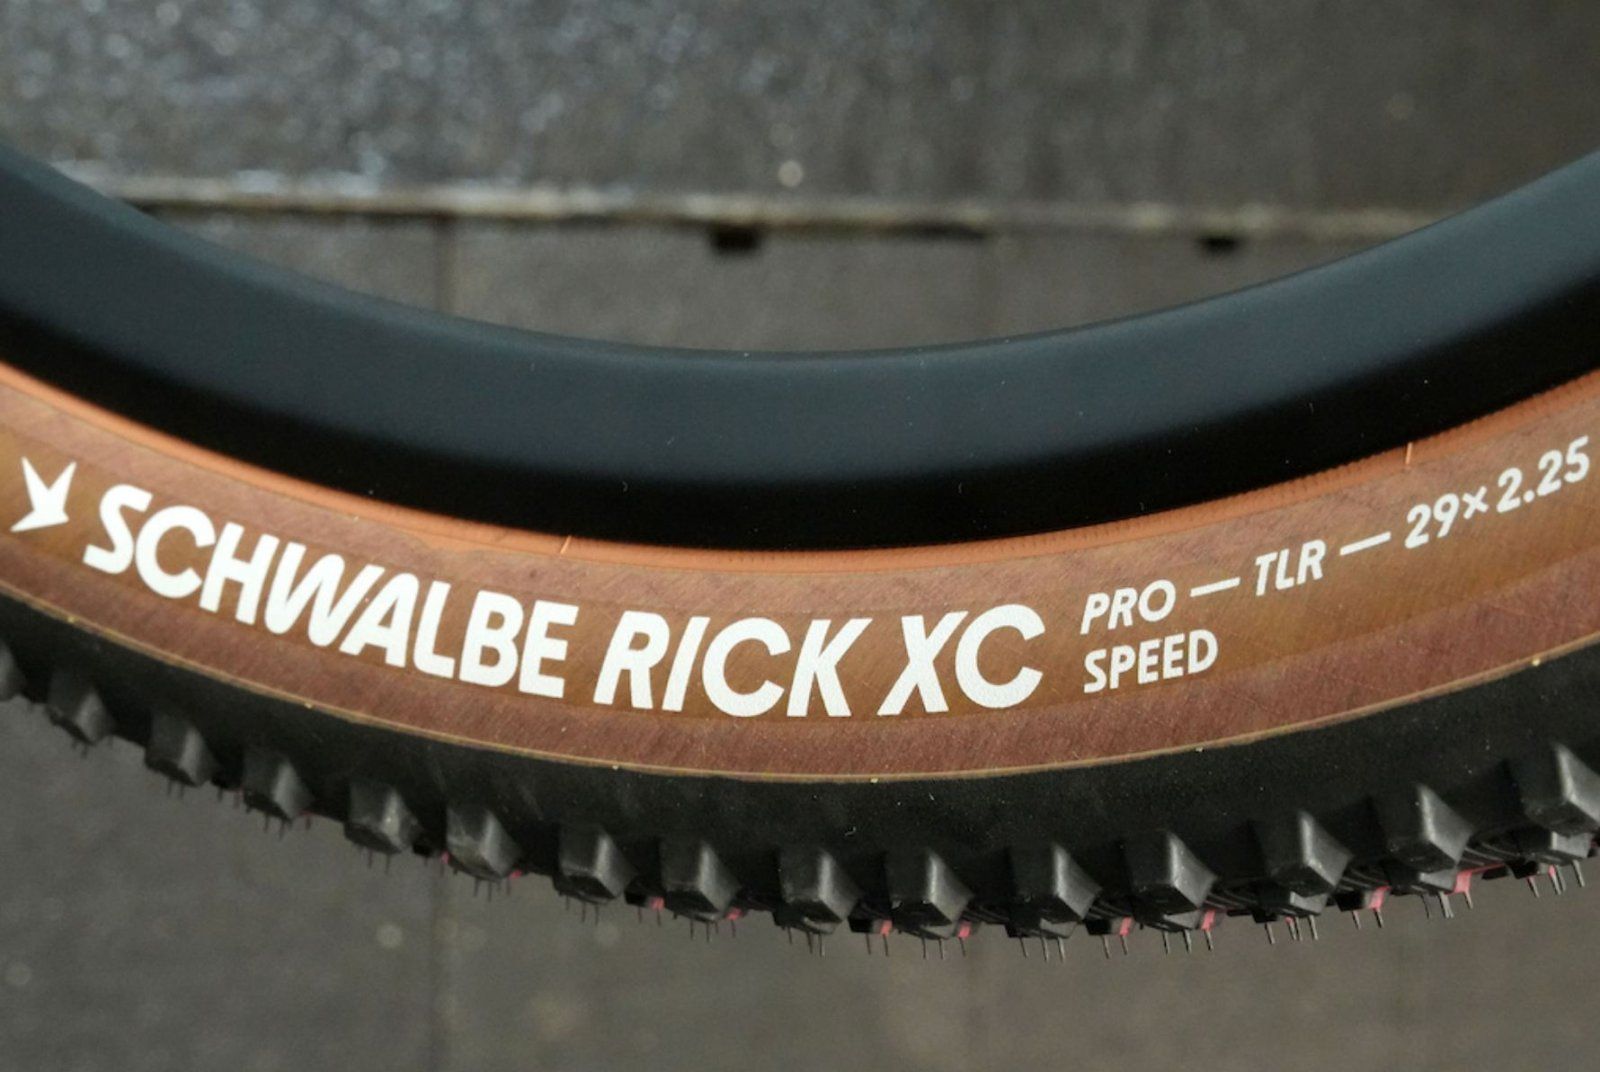 SCHWALBE RICK XC PRO — TLR — 29×2.25
SPEED